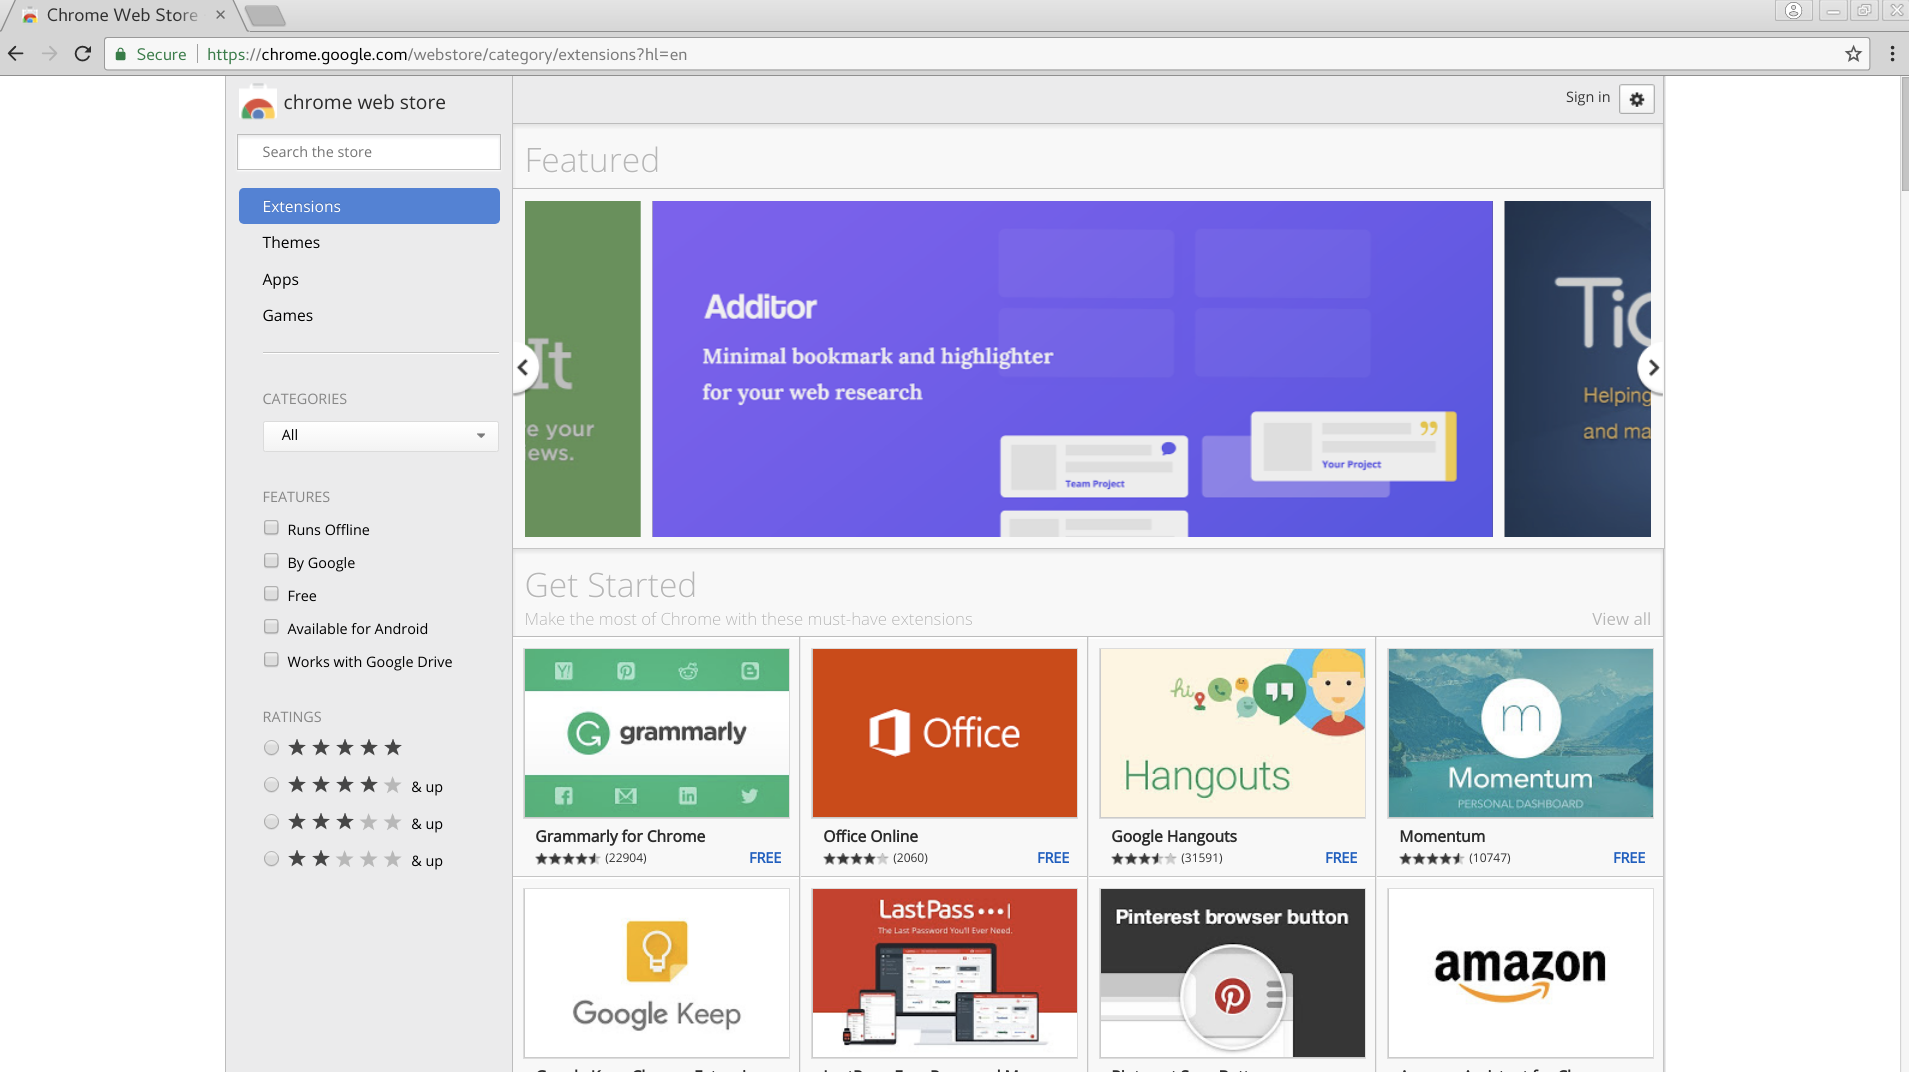 Chrome Web Store
Secure https://chrome.google.com/webstore/category/extensions?hl=en
chrome web store
Sign in
Search the store
Extensions
Themes
Apps
Games
CATEGORIES
All
FEATURES
Runs Offline
By Google
Free
Available for Android
Works with Google Drive
RATINGS
& up
& up
& up
Featured
It
e your
ews.
Additor
Minimal bookmark and highlighter
for your web research
Team Project
Your Project
Helping
and ma
Get Started
Make the most of Chrome with these must-have extensions
View all
grammarly
Grammarly for Chrome
(22904) FREE
Office
Office Online
(2060) FREE
hi
Hangouts
Google Hangouts
(31591) FREE
m
Momentum
PERSONAL DASHBOARD
Momentum
(10747) FREE
Google Keep
LastPass
The Last Password You'll Ever Need.
Pinterest browser button
amazon